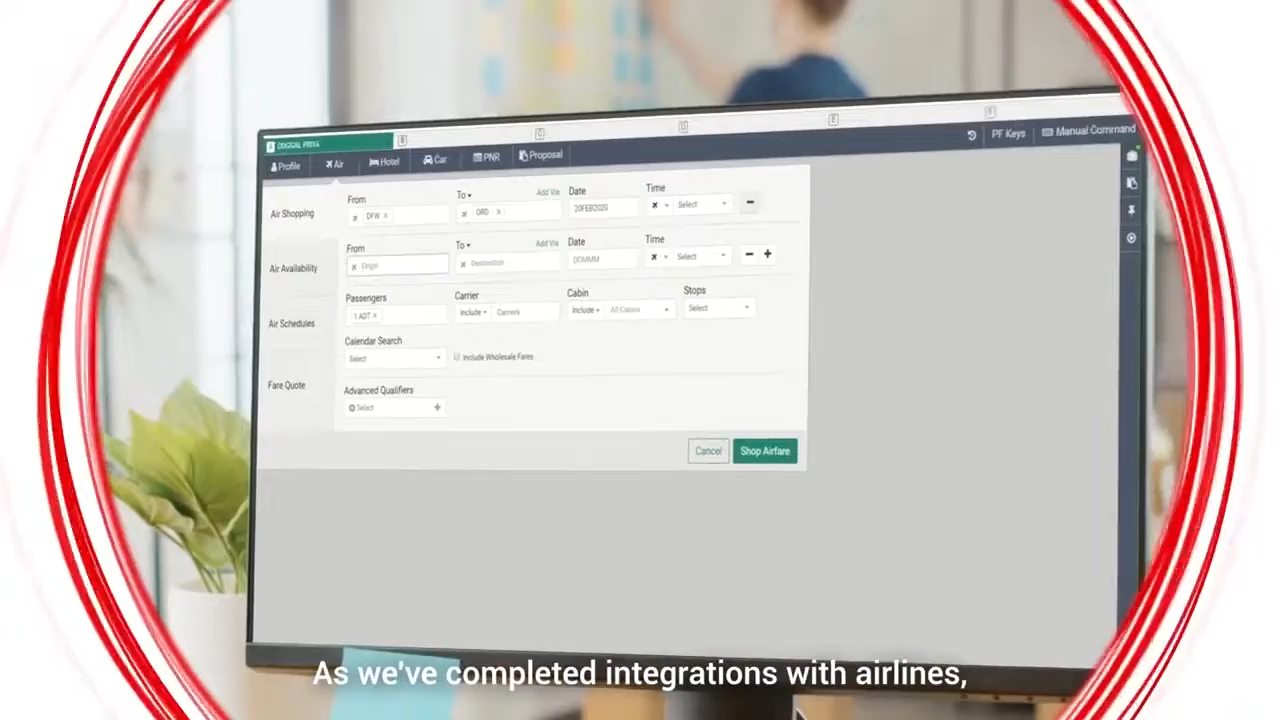 B C D E F
DUGGAL PRIYA
Profile Air Hotel Car PNR Proposal PF Keys Manual Command
Air Shopping
Air Availability
Air Schedules
Fare Quote
From To Add Via Date Time
DFW x ORD x 20FEB2020 Select
From To Add Via Date Time
Origin Destination DDMMM Select
Passengers Carrier Cabin Stops
1 ADT x Include Carriers Include All Cabins Select
Calendar Search
Select Include Wholesale Fares
Advanced Qualifiers
Select
Cancel Shop Airfare
As we've completed integrations with airlines,